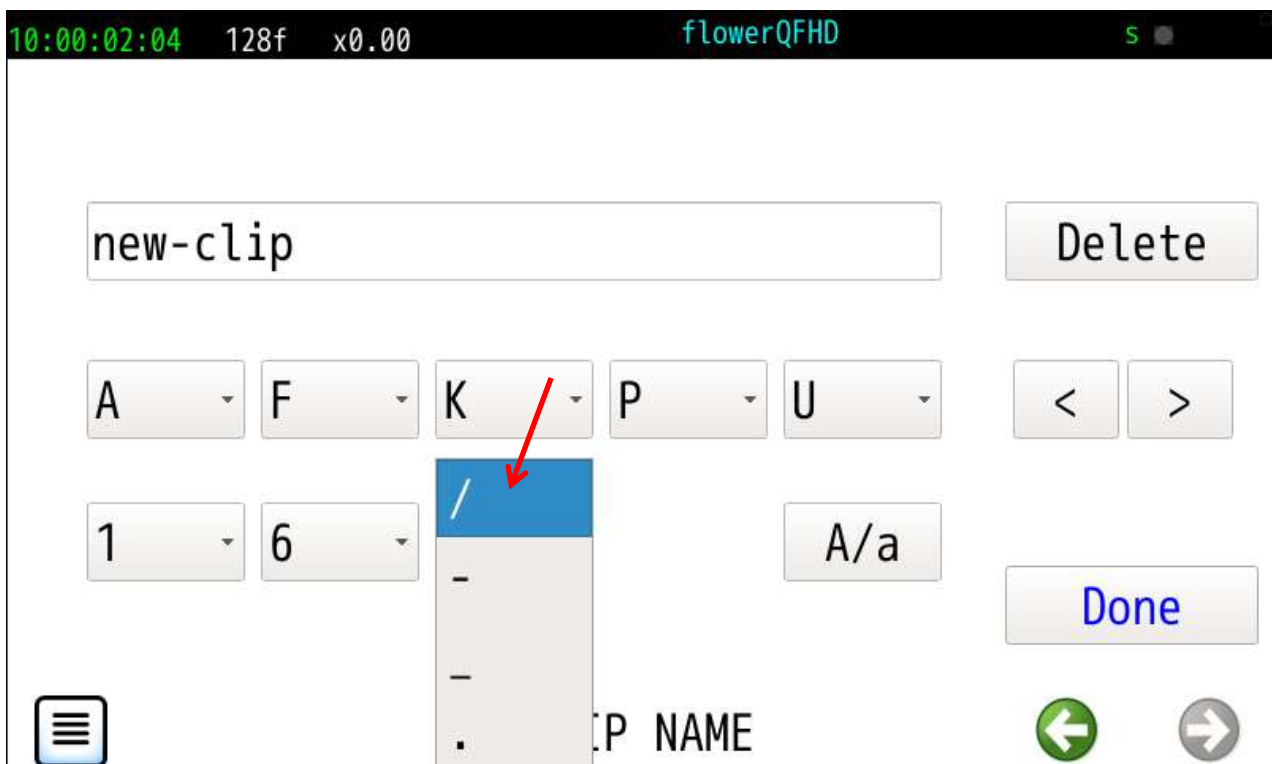 10:00:02:04 128f x0.00 flowerQFHD S
new-clip Delete
A F K P U < >
/
1 6 A/a
-
Done
_
IP NAME
.